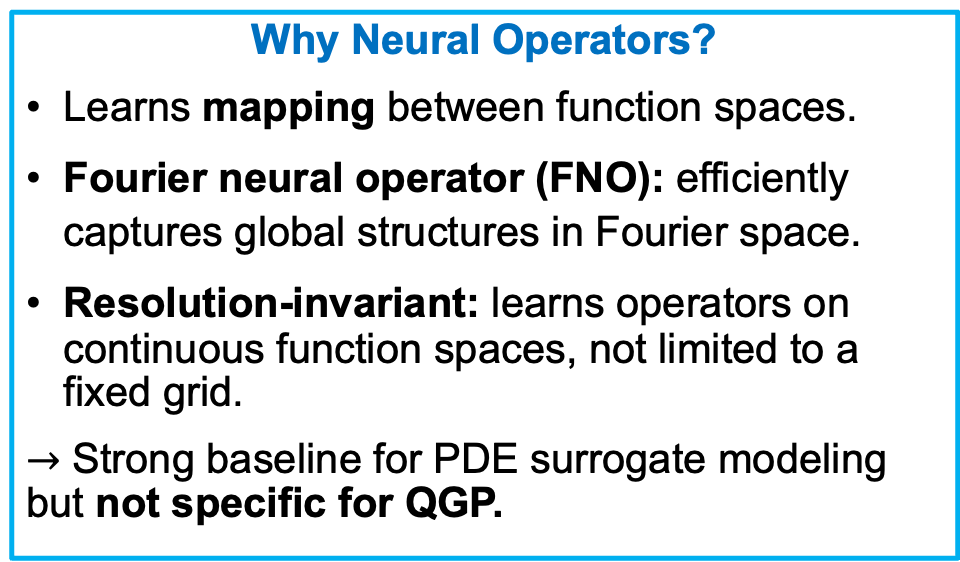 Why Neural Operators?
• Learns mapping between function spaces.
• Fourier neural operator (FNO): efficiently
captures global structures in Fourier space.
• Resolution-invariant: learns operators on
continuous function spaces, not limited to a
fixed grid.
→ Strong baseline for PDE surrogate modeling
but not specific for QGP.